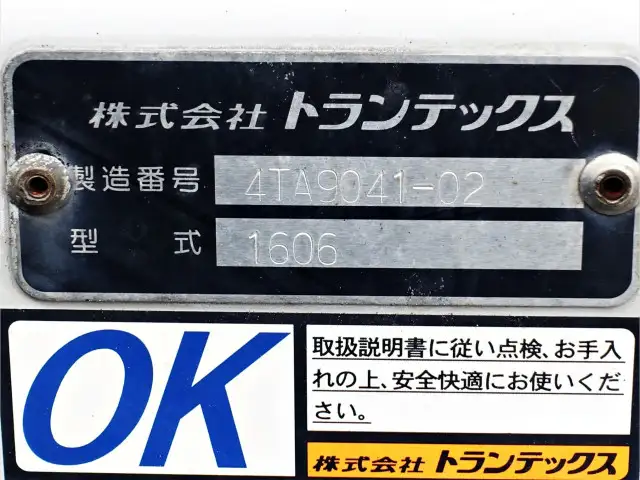 株式会社 トランテックス
製造番号 4TA9041-02
型式 1606
OK
取扱説明書に従い点検、お手入
れの上、安全快適にお使いくだ
さい。
株式会社 トランテックス